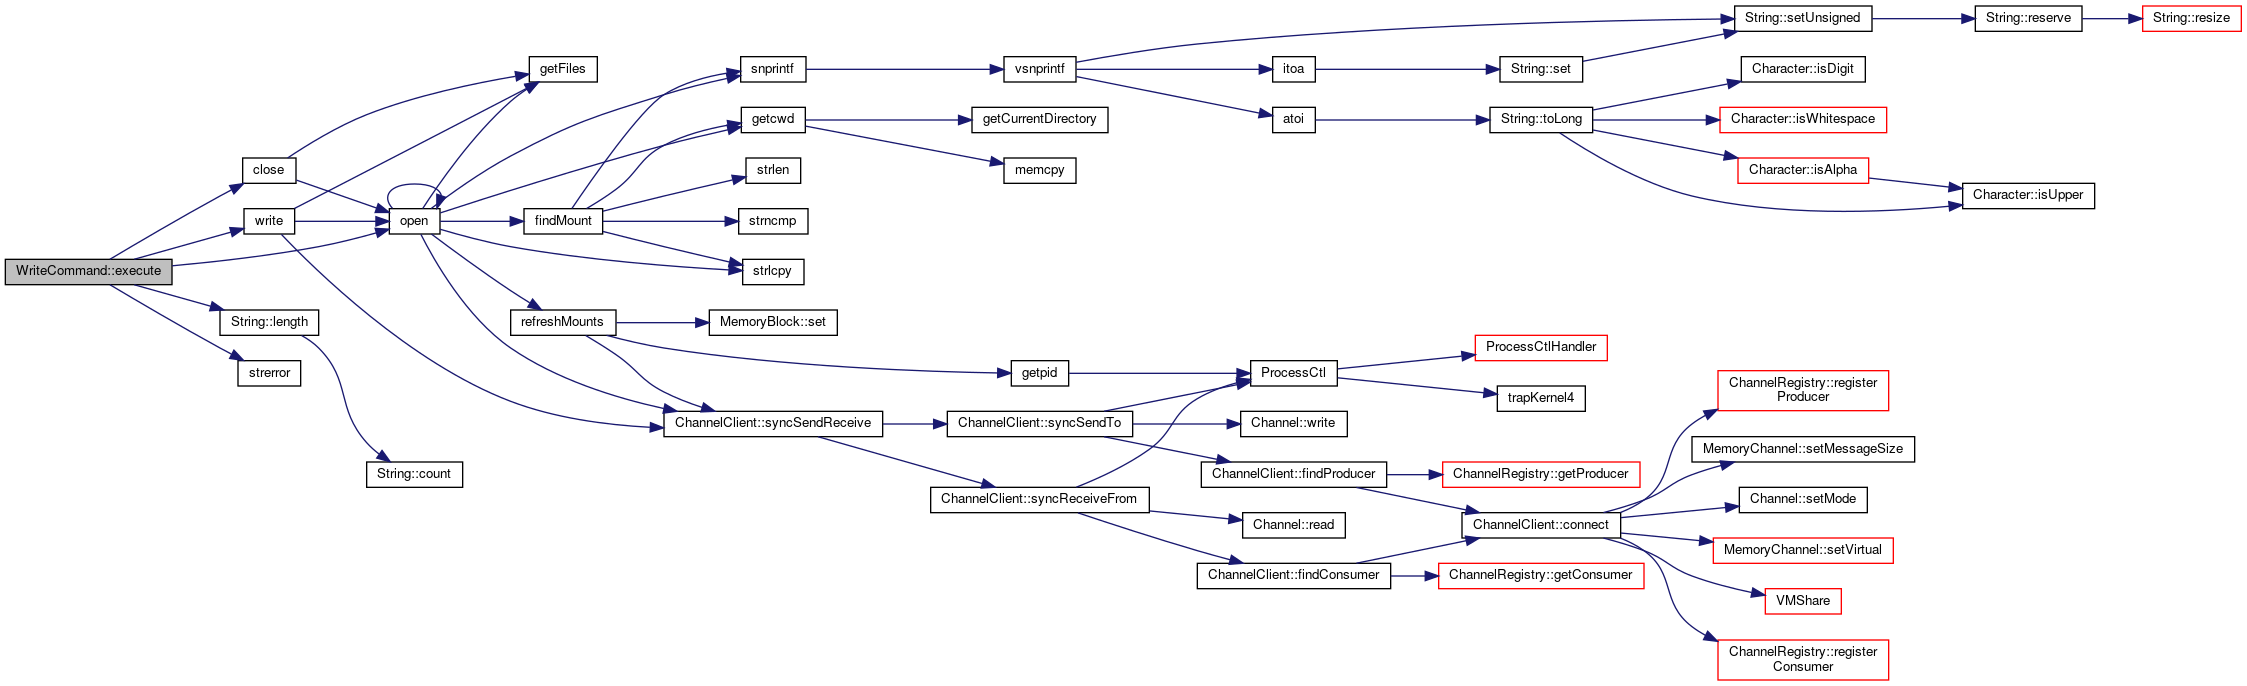 WriteCommand::execute
close
write
String::length
strerror
getFiles
open
String::count
findMount
refreshMounts
snprintf
getcwd
strlen
strncmp
strlcpy
MemoryBlock::set
ChannelClient::syncSendReceive
vsnprintf
getCurrentDirectory
memcpy
getpid
ChannelClient::syncSendTo
ChannelClient::syncReceiveFrom
itoa
atoi
ProcessCtl
Channel::write
ChannelClient::findProducer
Channel::read
ChannelClient::findConsumer
String::set
String::toLong
ProcessCtlHandler
trapKernel4
ChannelRegistry::getProducer
ChannelClient::connect
ChannelRegistry::getConsumer
String::setUnsigned
Character::isDigit
Character::isWhitespace
Character::isAlpha
ChannelRegistry::register
Producer
MemoryChannel::setMessageSize
Channel::setMode
MemoryChannel::setVirtual
VMShare
ChannelRegistry::register
Consumer
String::reserve
Character::isUpper
String::resize